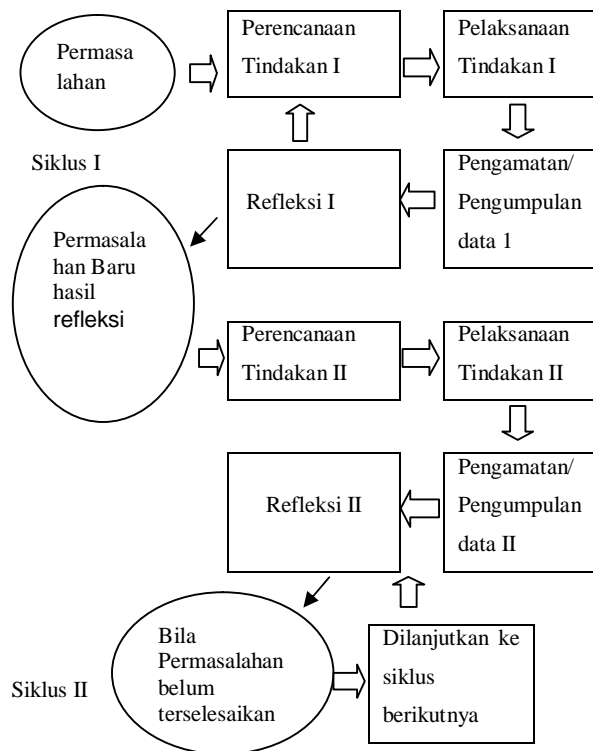 Permasa
lahan
Perencanaan
Tindakan I
Pelaksanaan
Tindakan I
Siklus I
Refleksi I
Pengamatan/
Pengumpulan
data 1
Permasala
han Baru
hasil
refleksi
Perencanaan
Tindakan II
Pelaksanaan
Tindakan II
Refleksi II
Pengamatan/
Pengumpulan
data II
Siklus II
Bila
Permasalahan
belum
terselesaikan
Dilanjutkan ke
siklus
berikutnya